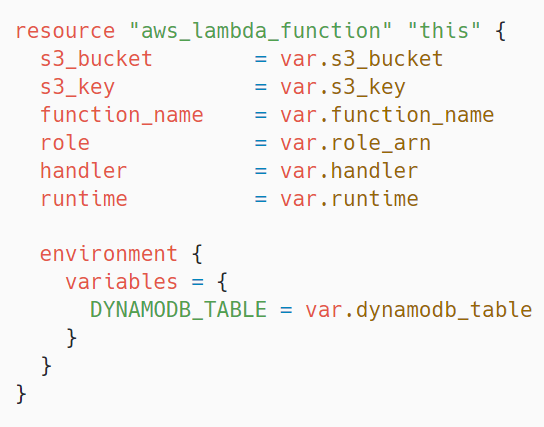 resource "aws_lambda_function" "this" {
  s3_bucket        = var.s3_bucket
  s3_key           = var.s3_key
  function_name    = var.function_name
  role             = var.role_arn
  handler          = var.handler
  runtime          = var.runtime

  environment {
    variables = {
      DYNAMODB_TABLE = var.dynamodb_table
    }
  }
}